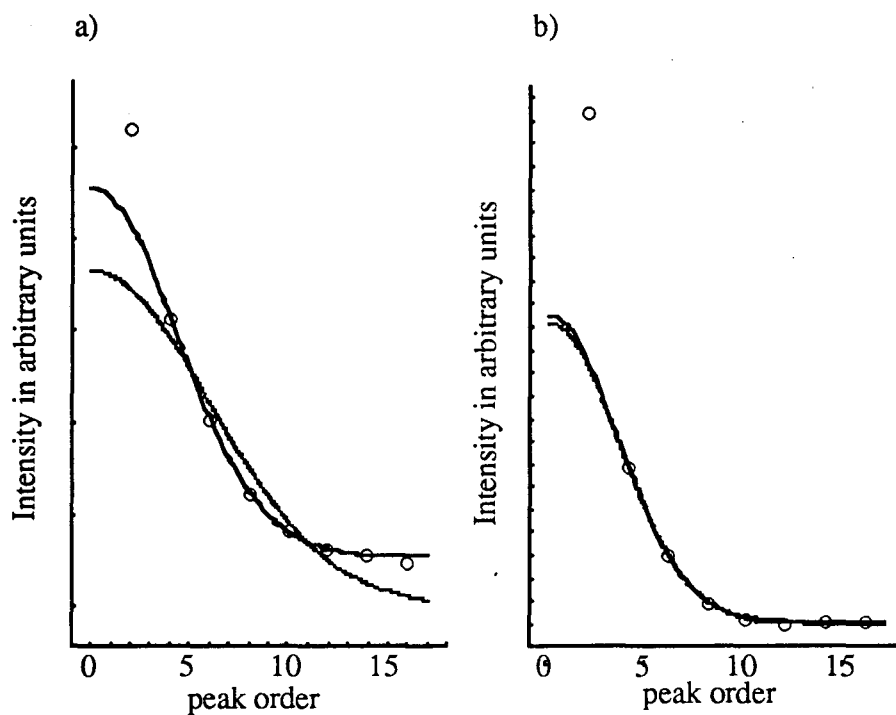 a)
Intensity in arbitrary units
0 5 10 15
peak order
b)
Intensity in arbitrary units
0 5 10 15
peak order